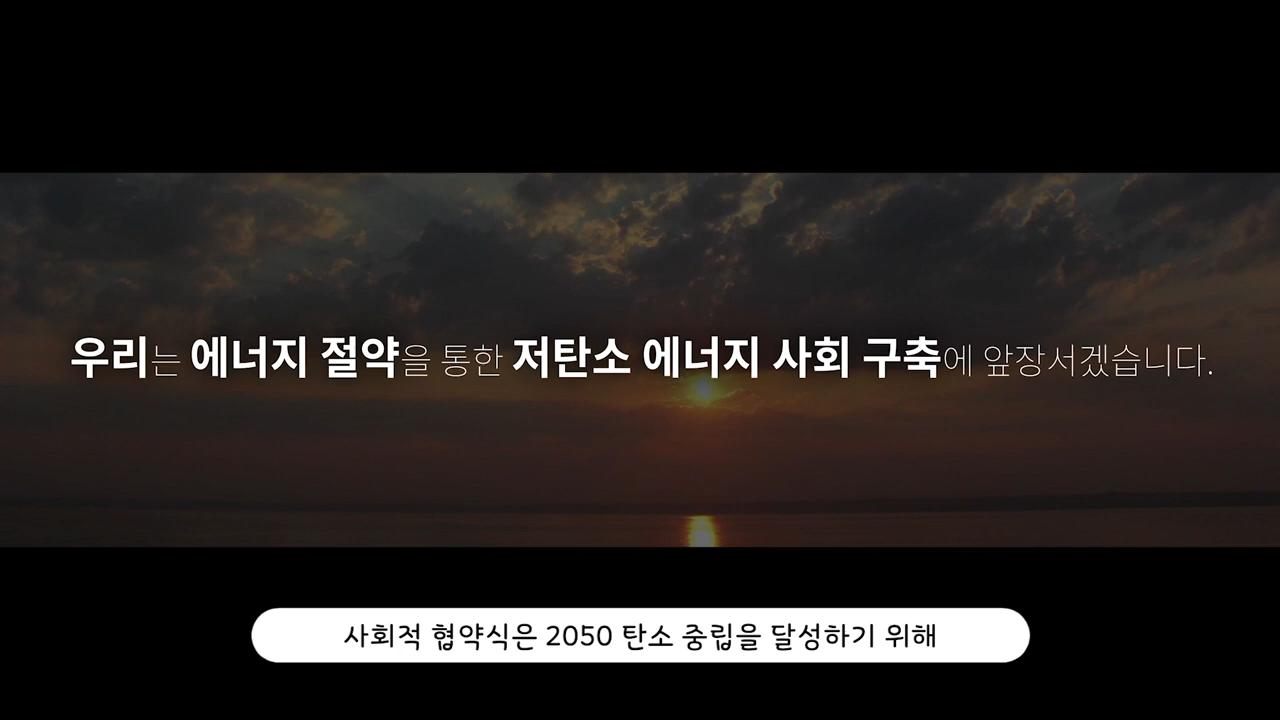 우리는 에너지 절약을 통한 저탄소 에너지 사회 구축에 앞장서겠습니다.
사회적 협약식은 2050 탄소 중립을 달성하기 위해